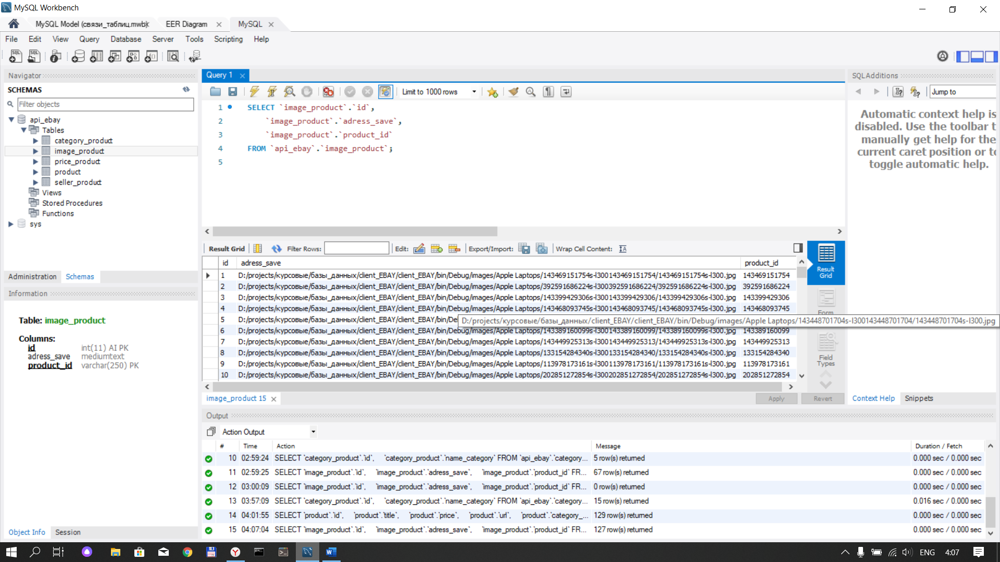 MySQL Workbench
MySQL Model (связи_таблиц.mwb)
EER Diagram
MySQL
File Edit View Query Database Server Tools Scripting Help
Navigator
SCHEMAS
Filter objects
api_ebay
Tables
category_product
image_product
price_product
product
seller_product
Views
Stored Procedures
Functions
sys
Administration Schemas
Information
Table: image_product
Columns:
id int(11) AI PK
adress_save mediumtext
product_id varchar(250) PK
Object Info Session
Query 1
Limit to 1000 rows
1 SELECT `image_product`.`id`,
2 `image_product`.`adress_save`,
3 `image_product`.`product_id`
4 FROM `api_ebay`.`image_product`;
5
Result Grid Filter Rows: Edit: Export/Import: Wrap Cell Content:
id adress_save product_id
1 D:/projects/курсовые/базы_данных/client_EBAY/client_EBAY/bin/Debug/images/Apple Laptops/143469151754s-l300143469151754/143469151754s-l300.jpg 143469151754
2 D:/projects/курсовые/базы_данных/client_EBAY/client_EBAY/bin/Debug/images/Apple Laptops/392591686224s-l300392591686224/392591686224s-l300.jpg 392591686224
3 D:/projects/курсовые/базы_данных/client_EBAY/client_EBAY/bin/Debug/images/Apple Laptops/143399429306s-l300143399429306/143399429306s-l300.jpg 143399429306
4 D:/projects/курсовые/базы_данных/client_EBAY/client_EBAY/bin/Debug/images/Apple Laptops/143468093745s-l300143468093745/143468093745s-l300.jpg 143468093745
5 D:/projects/курсовые/базы_данных/client_EBAY/client_EBAY/bin/Deb
D:/projects/курсовые/базы_данных/client_EBAY/client_EBAY/bin/Debug/images/Apple Laptops/143448701704s-l300143448701704/143448701704s-l300.jpg
6 D:/projects/курсовые/базы_данных/client_EBAY/client_EBAY/bin/Debug/images/Apple Laptops/143389160099s-l300143389160099/143389160099s-l300.jpg 143389160099
7 D:/projects/курсовые/базы_данных/client_EBAY/client_EBAY/bin/Debug/images/Apple Laptops/143449925313s-l300143449925313/143449925313s-l300.jpg 143449925313
8 D:/projects/курсовые/базы_данных/client_EBAY/client_EBAY/bin/Debug/images/Apple Laptops/133154284340s-l300133154284340/133154284340s-l300.jpg 133154284340
9 D:/projects/курсовые/базы_данных/client_EBAY/client_EBAY/bin/Debug/images/Apple Laptops/113978173161s-l300113978173161/113978173161s-l300.jpg 113978173161
10 D:/projects/курсовые/базы_данных/client_EBAY/client_EBAY/bin/Debug/images/Apple Laptops/202851272854s-l300202851272854/202851272854s-l300.jpg 202851272854
Result
Grid
Form
Field
Types
image_product 15
Apply Revert
SQLAdditions
Jump to
Automatic context help is
disabled. Use the toolbar t
manually get help for the
current caret position or to
toggle automatic help.
Context Help Snippets
Output
Action Output
# Time Action Message Duration / Fetch
10 02:59:24 SELECT `category_product`.`id`, `category_product`.`name_category` FROM `api_ebay`.`category... 5 row(s) returned 0.000 sec / 0.000 sec
11 02:59:25 SELECT `image_product`.`id`, `image_product`.`adress_save`, `image_product`.`product_id` FR... 67 row(s) returned 0.000 sec / 0.000 sec
12 03:00:09 SELECT `image_product`.`id`, `image_product`.`adress_save`, `image_product`.`product_id` FR... 0 row(s) returned 0.000 sec / 0.000 sec
13 03:57:09 SELECT `category_product`.`id`, `category_product`.`name_category` FROM `api_ebay`.`category... 15 row(s) returned 0.016 sec / 0.000 sec
14 04:01:55 SELECT `product`.`id`, `product`.`title`, `product`.`price`, `product`.`url`, `product`.`category_... 129 row(s) returned 0.000 sec / 0.000 sec
15 04:07:04 SELECT `image_product`.`id`, `image_product`.`adress_save`, `image_product`.`product_id` FR... 127 row(s) returned 0.000 sec / 0.000 sec
ENG 4:07